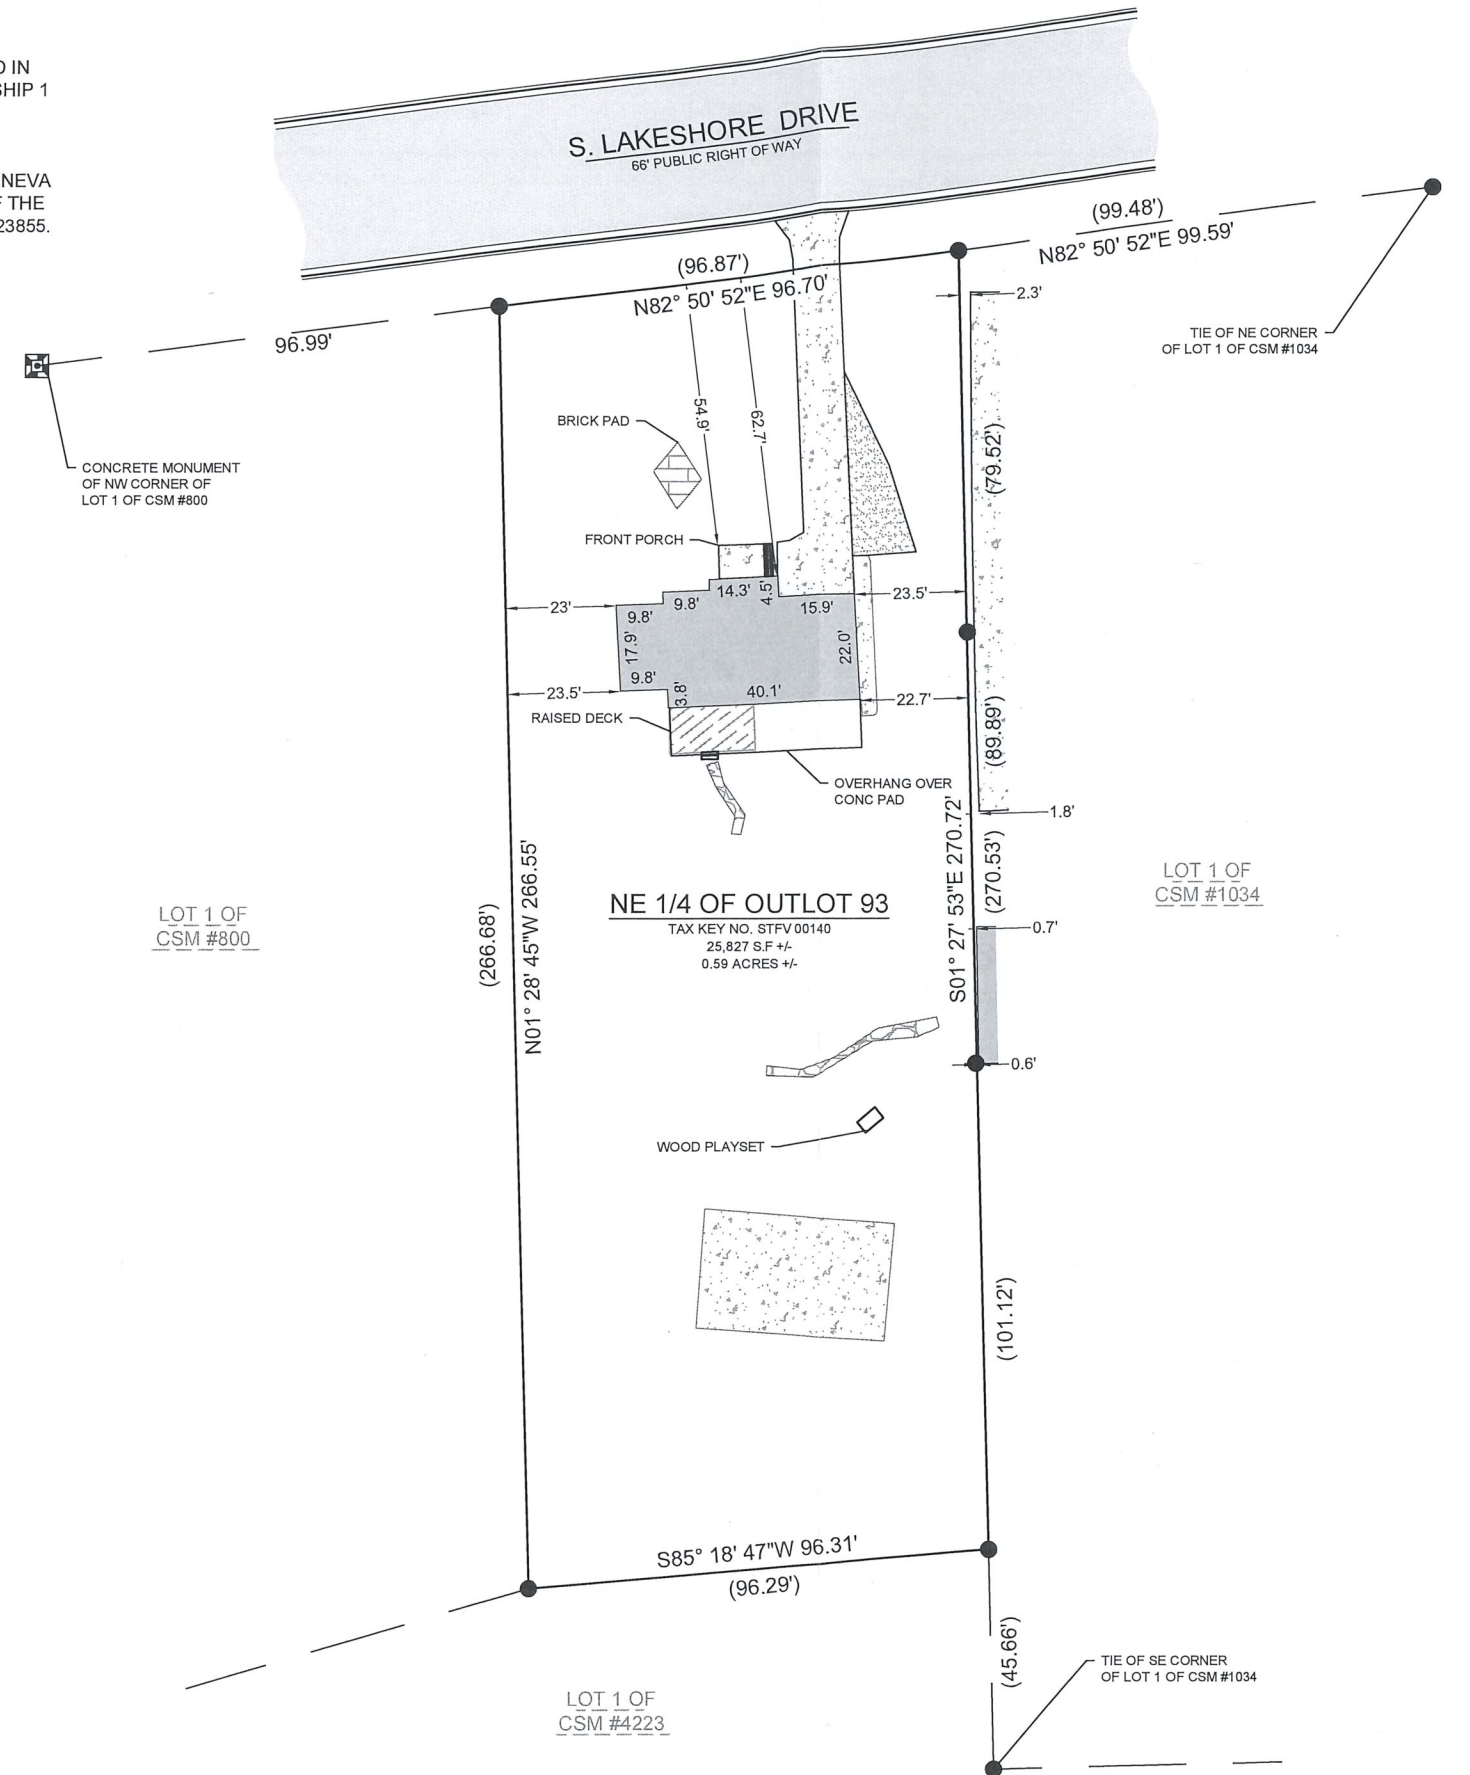 D IN
SHIP 1
NEVA
F THE
23855.
S. LAKESHORE DRIVE
66' PUBLIC RIGHT OF WAY
(99.48')
N82° 50' 52"E 99.59'
(96.87')
N82° 50' 52"E 96.70'
96.99'
2.3'
TIE OF NE CORNER
OF LOT 1 OF CSM #1034
C
CONCRETE MONUMENT
OF NW CORNER OF
LOT 1 OF CSM #800
BRICK PAD
54.9'
62.7'
(79.52')
FRONT PORCH
23'
9.8'
9.8'
14.3'
4.5'
15.9'
23.5'
17.9'
22.0'
9.8'
3.8'
40.1'
23.5'
22.7'
RAISED DECK
(89.89')
OVERHANG OVER
CONC PAD
1.8'
S01° 27' 53"E 270.72'
(270.53')
N01° 28' 45"W 266.55'
(266.68')
LOT 1 OF
CSM #1034
NE 1/4 OF OUTLOT 93
TAX KEY NO. STFV 00140
25,827 S.F +/-
0.59 ACRES +/-
LOT 1 OF
CSM #800
0.7'
0.6'
WOOD PLAYSET
(101.12')
S85° 18' 47"W 96.31'
(96.29')
(45.66')
TIE OF SE CORNER
OF LOT 1 OF CSM #1034
LOT 1 OF
CSM #4223